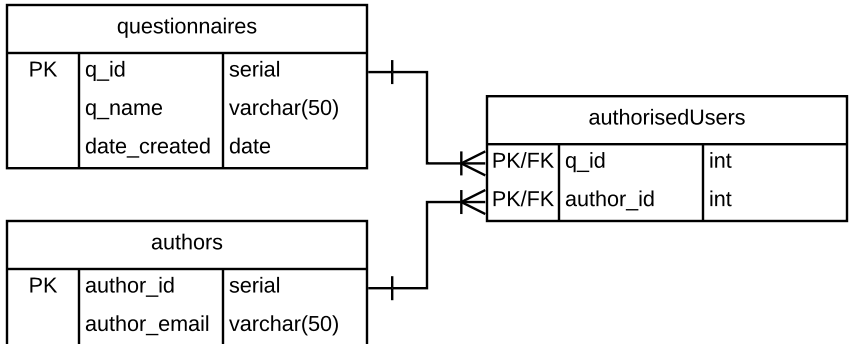 questionnaires
PK q_id serial
q_name varchar(50)
date_created date
authorisedUsers
PK/FK q_id int
PK/FK author_id int
authors
PK author_id serial
author_email varchar(50)